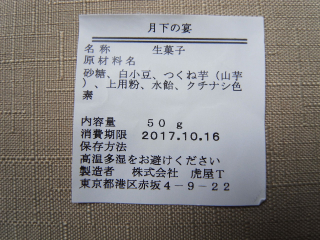 月下の宴
名称　　　生菓子
原材料名
砂糖、白小豆、つくね芋（山芋
）、上用粉、水飴、クチナシ色
素
内容量　　５０ｇ
消費期限　2017.10.16
保存方法
高温多湿をお避けください
製造者　株式会社　虎屋Ｔ
東京都港区赤坂４－９－２２